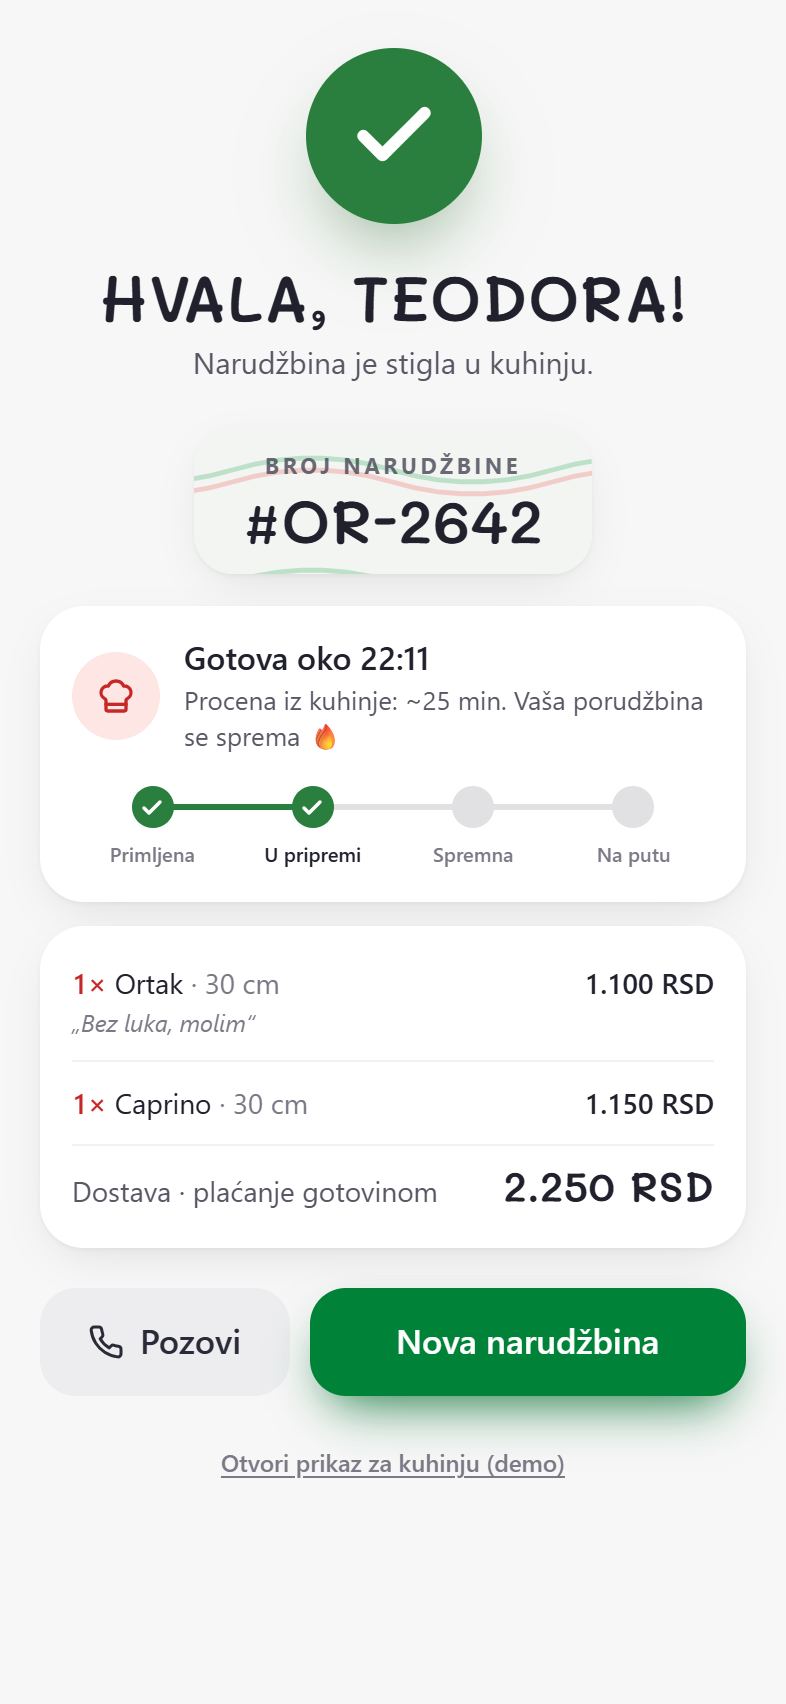 HVALA, TEODORA!
Narudžbina je stigla u kuhinju.
BROJ NARUDŽBINE
#OR-2642
Gotova oko 22:11
Procena iz kuhinje: ~25 min. Vaša porudžbina
se sprema 🔥
Primljena U pripremi Spremna Na putu
1× Ortak · 30 cm 1.100 RSD
„Bez luka, molim“
1× Caprino · 30 cm 1.150 RSD
Dostava · plaćanje gotovinom 2.250 RSD
Pozovi Nova narudžbina
Otvori prikaz za kuhinju (demo)